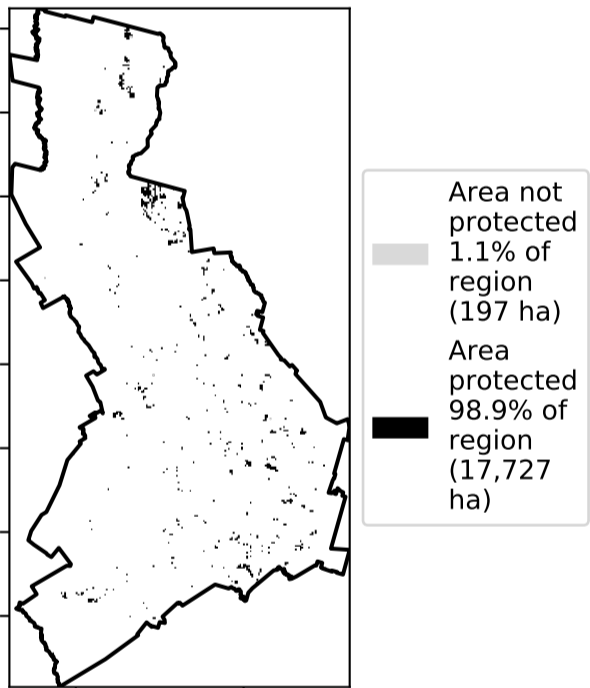 Area not
protected
1.1% of
region
(197 ha)
Area
protected
98.9% of
region
(17,727
ha)